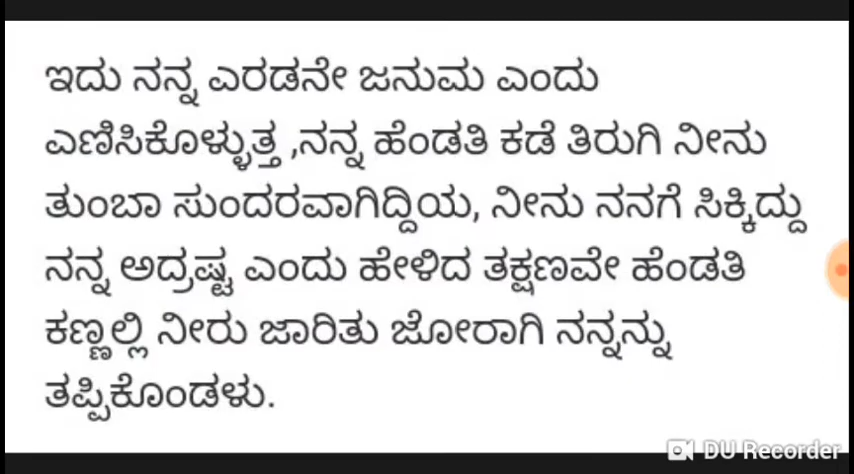 ಇದು ನನ್ನ ಎರಡನೇ ಜನುಮ ಎಂದು
ಎಣಿಸಿಕೊಳ್ಳುತ್ತ ,ನನ್ನ ಹೆಂಡತಿ ಕಡೆ ತಿರುಗಿ ನೀನು
ತುಂಬಾ ಸುಂದರವಾಗಿದ್ದಿಯ, ನೀನು ನನಗೆ ಸಿಕ್ಕಿದ್ದು
ನನ್ನ ಅದ್ರಷ್ಟ ಎಂದು ಹೇಳಿದ ತಕ್ಷಣವೇ ಹೆಂಡತಿ
ಕಣ್ಣಲ್ಲಿ ನೀರು ಜಾರಿತು ಜೋರಾಗಿ ನನ್ನನ್ನು
ತಪ್ಪಿಕೊಂಡಳು.
DU Recorder